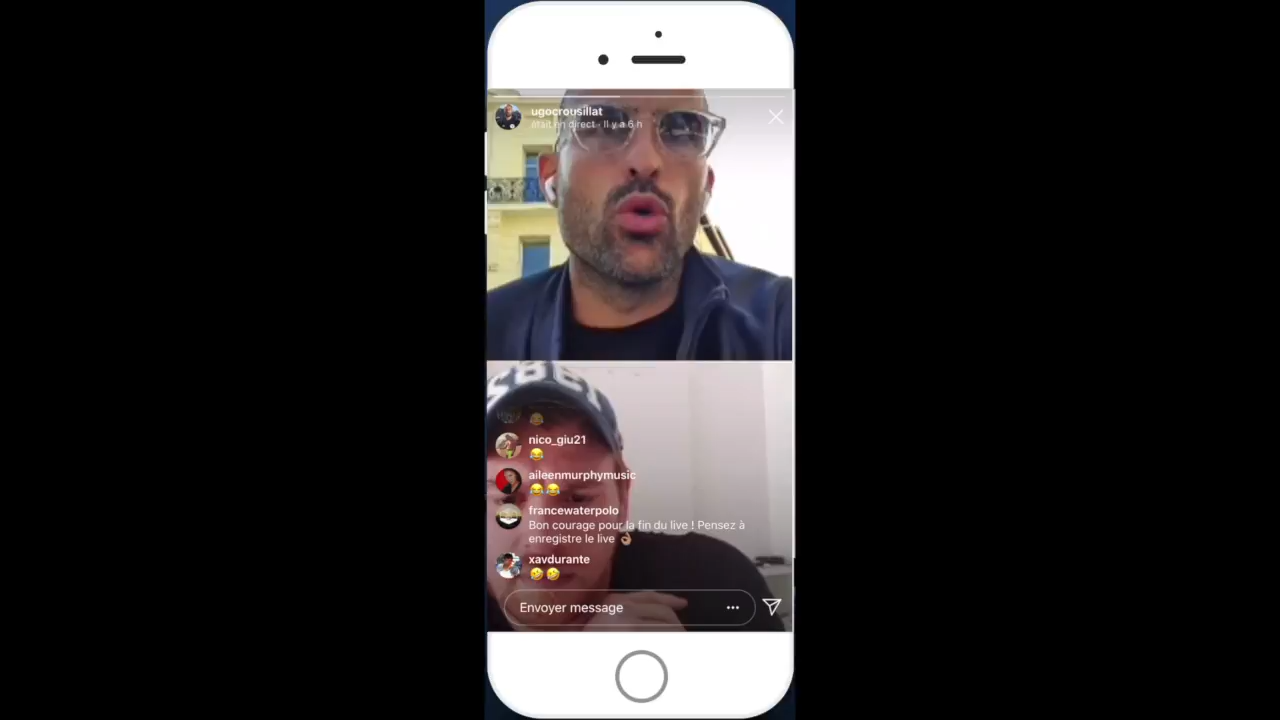 ugocrousillat
était en direct · Il y a 6 h
nico_giu21
😂
aileenmurphymusic
😂😂
francewaterpolo
Bon courage pour la fin du live ! Pensez à
enregistre le live 👌🏼
xavdurante
🤣🤣
Envoyer message